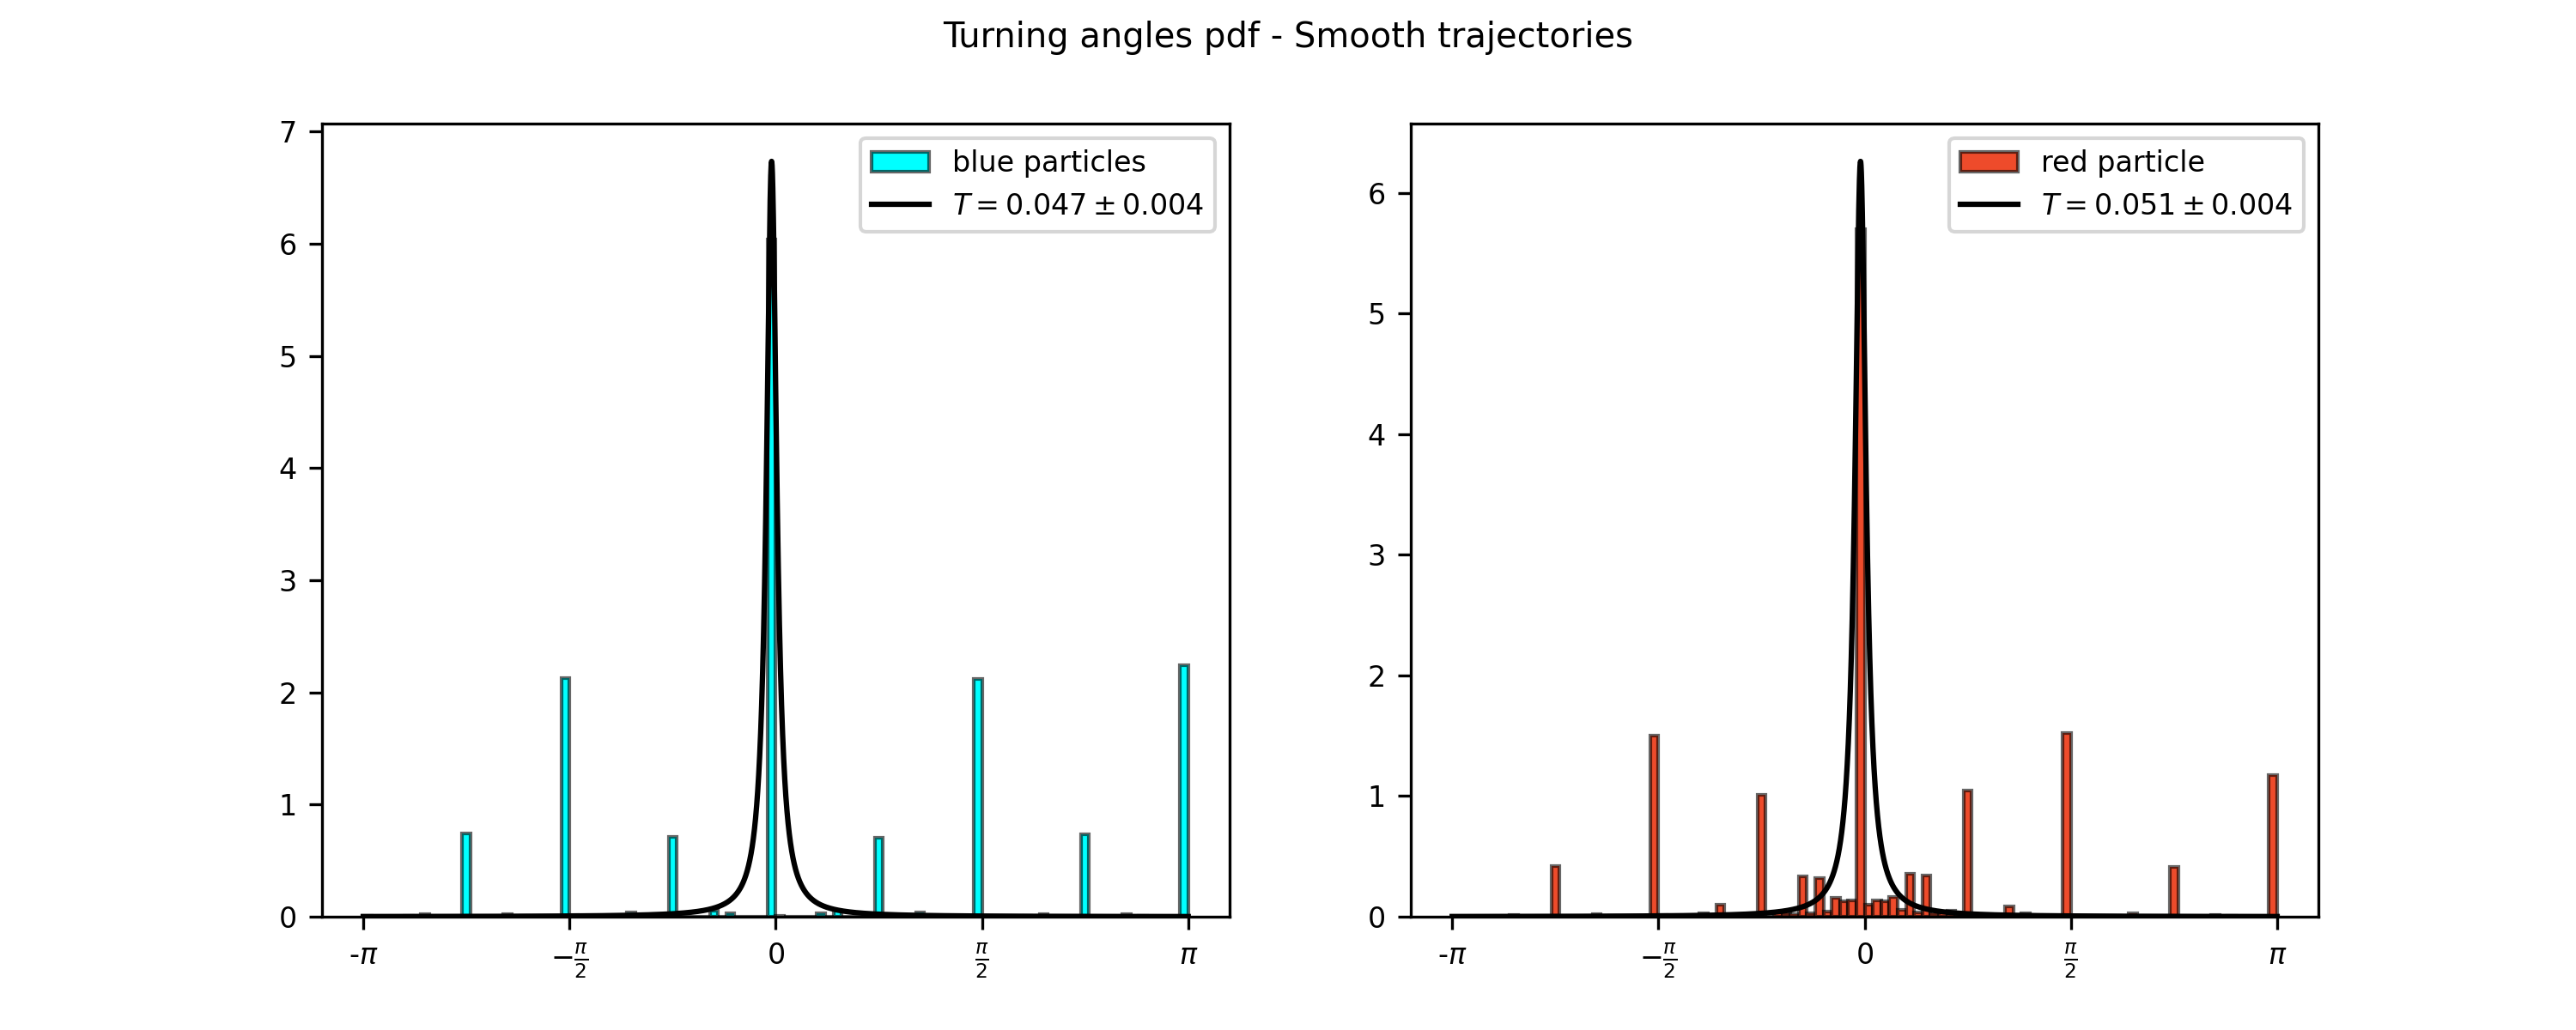 Turning angles pdf - Smooth trajectories
7
6
5
4
3
2
1
0
-π
−π/2
0
π/2
π
blue particles
T = 0.047 ± 0.004
6
5
4
3
2
1
0
-π
−π/2
0
π/2
π
red particle
T = 0.051 ± 0.004